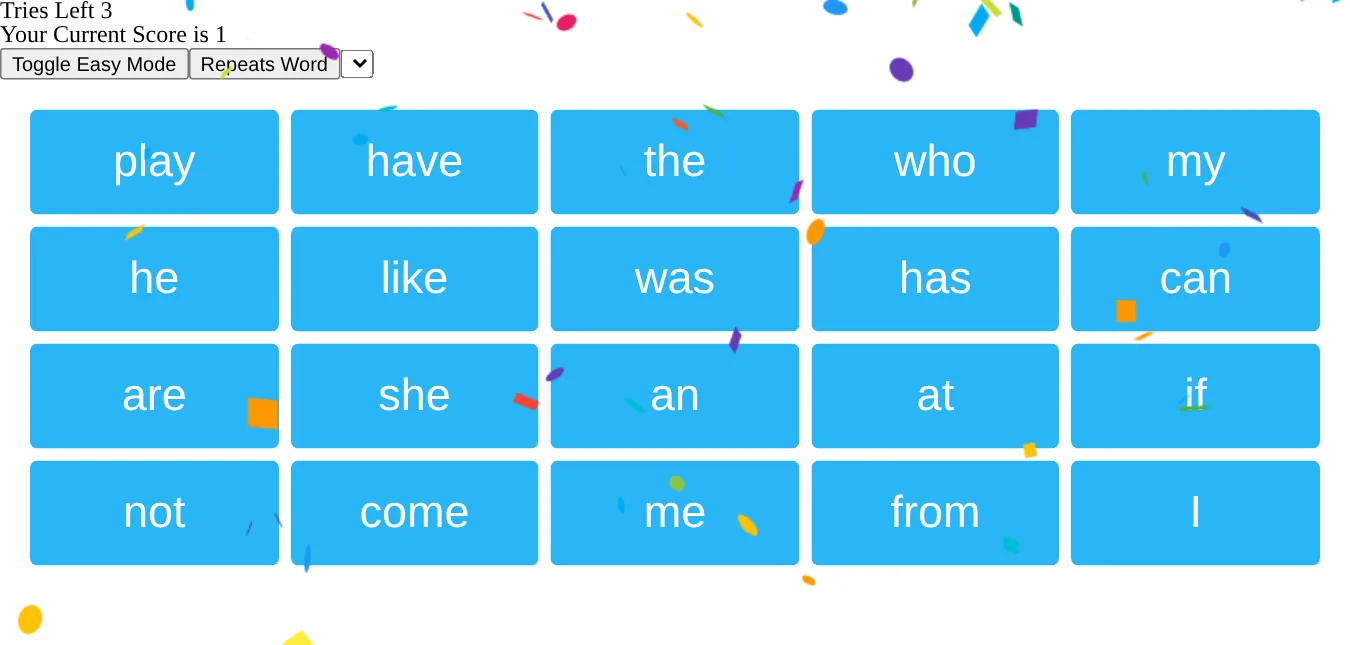 Tries Left 3
Your Current Score is 1
Toggle Easy Mode Repeats Word
play have the who my
he like was has can
are she an at if
not come me from I